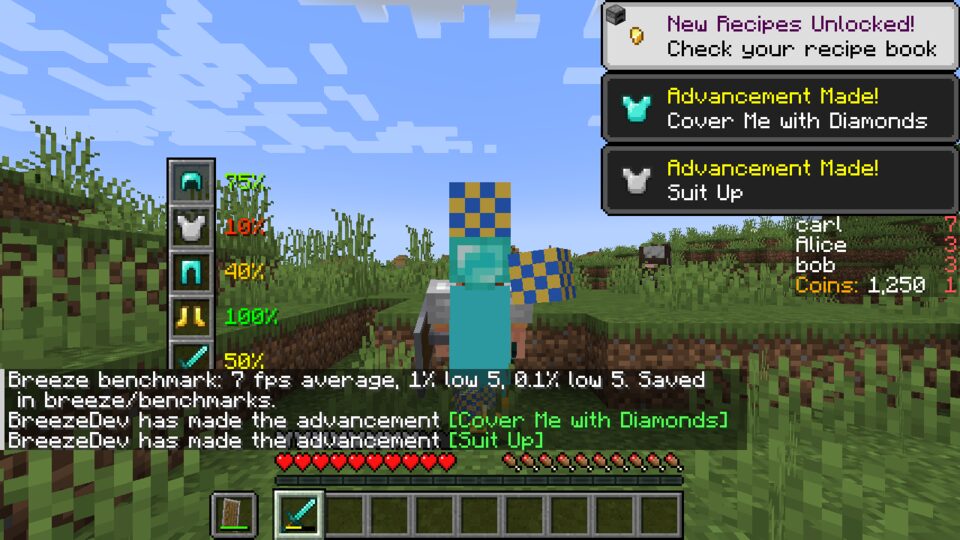 New Recipes Unlocked!
Check your recipe book
Advancement Made!
Cover Me with Diamonds
Advancement Made!
Suit Up
carl 7
Alice 3
bob 3
Coins: 1,250 1
75%
10%
40%
100%
50%
Breeze benchmark: 7 fps average, 1% low 5, 0.1% low 5. Saved
in breeze/benchmarks.
BreezeDev has made the advancement [Cover Me with Diamonds]
BreezeDev has made the advancement [Suit Up]